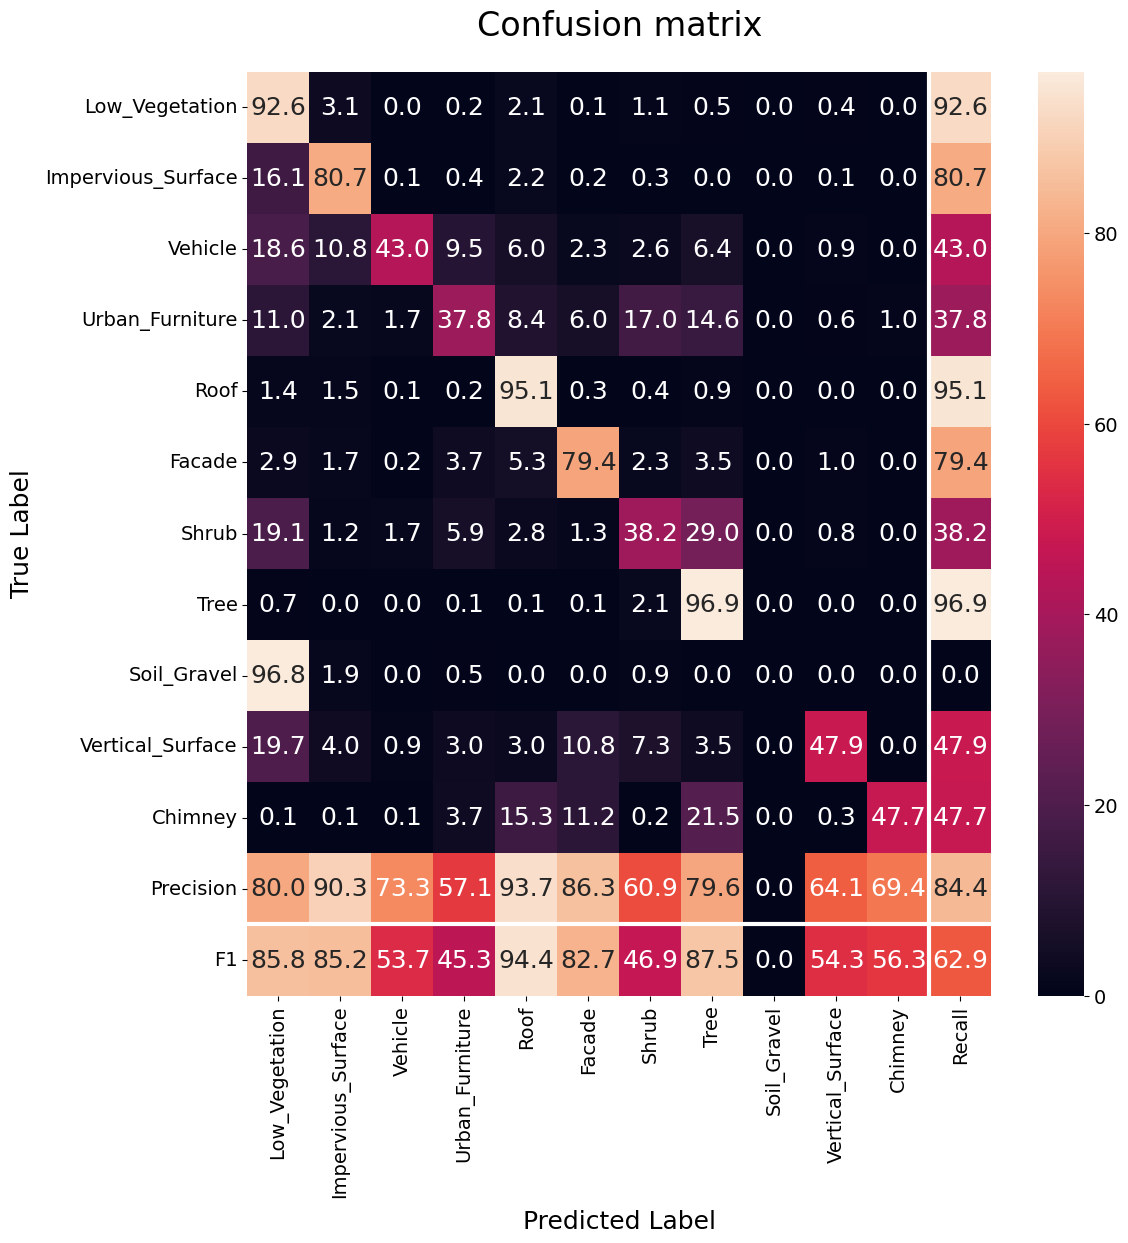 Confusion matrix
Low_Vegetation 92.6 3.1 0.0 0.2 2.1 0.1 1.1 0.5 0.0 0.4 0.0 92.6
Impervious_Surface 16.1 80.7 0.1 0.4 2.2 0.2 0.3 0.0 0.0 0.1 0.0 80.7
Vehicle 18.6 10.8 43.0 9.5 6.0 2.3 2.6 6.4 0.0 0.9 0.0 43.0
Urban_Furniture 11.0 2.1 1.7 37.8 8.4 6.0 17.0 14.6 0.0 0.6 1.0 37.8
Roof 1.4 1.5 0.1 0.2 95.1 0.3 0.4 0.9 0.0 0.0 0.0 95.1
Facade 2.9 1.7 0.2 3.7 5.3 79.4 2.3 3.5 0.0 1.0 0.0 79.4
Shrub 19.1 1.2 1.7 5.9 2.8 1.3 38.2 29.0 0.0 0.8 0.0 38.2
Tree 0.7 0.0 0.0 0.1 0.1 0.1 2.1 96.9 0.0 0.0 0.0 96.9
Soil_Gravel 96.8 1.9 0.0 0.5 0.0 0.0 0.9 0.0 0.0 0.0 0.0 0.0
Vertical_Surface 19.7 4.0 0.9 3.0 3.0 10.8 7.3 3.5 0.0 47.9 0.0 47.9
Chimney 0.1 0.1 0.1 3.7 15.3 11.2 0.2 21.5 0.0 0.3 47.7 47.7
Precision 80.0 90.3 73.3 57.1 93.7 86.3 60.9 79.6 0.0 64.1 69.4 84.4
F1 85.8 85.2 53.7 45.3 94.4 82.7 46.9 87.5 0.0 54.3 56.3 62.9
Low_Vegetation
Impervious_Surface
Vehicle
Urban_Furniture
Roof
Facade
Shrub
Tree
Soil_Gravel
Vertical_Surface
Chimney
Recall
True Label
Predicted Label
80
60
40
20
0